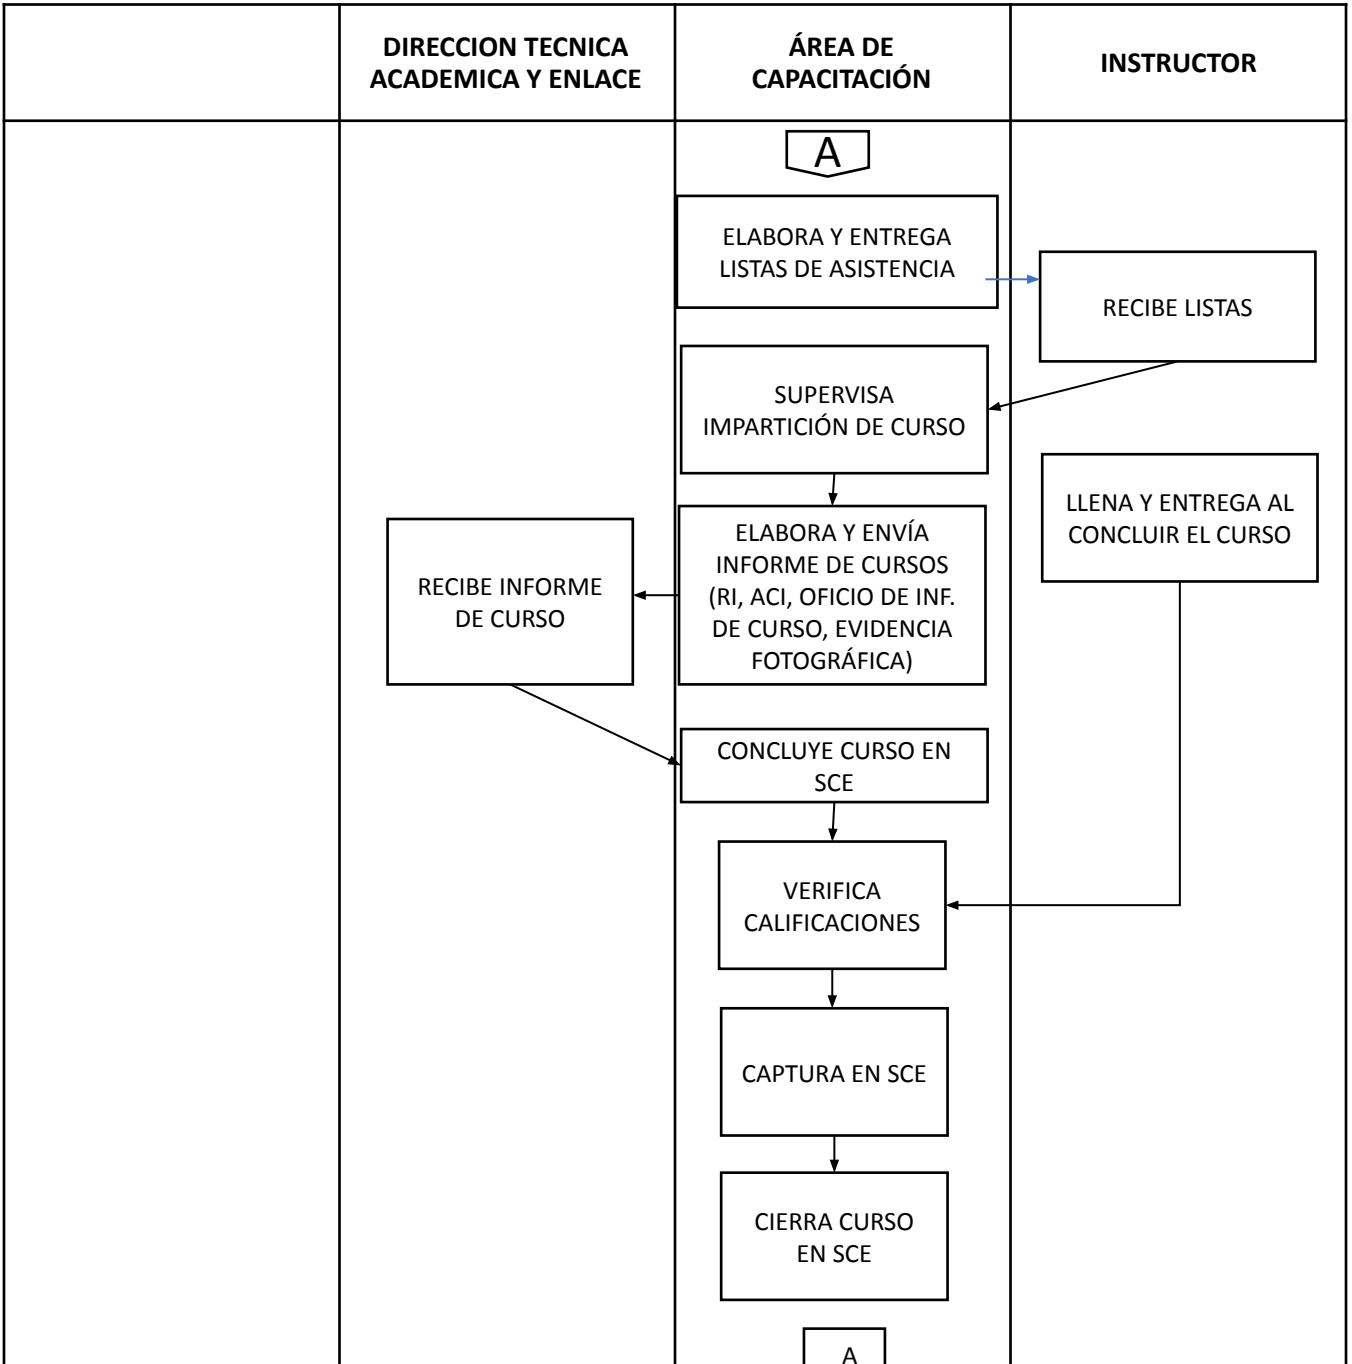 DIRECCION TECNICA
ACADEMICA Y ENLACE
ÁREA DE
CAPACITACIÓN
INSTRUCTOR
A
ELABORA Y ENTREGA
LISTAS DE ASISTENCIA
RECIBE LISTAS
SUPERVISA
IMPARTICIÓN DE CURSO
LLENA Y ENTREGA AL
CONCLUIR EL CURSO
ELABORA Y ENVÍA
INFORME DE CURSOS
(RI, ACI, OFICIO DE INF.
DE CURSO, EVIDENCIA
FOTOGRÁFICA)
RECIBE INFORME
DE CURSO
CONCLUYE CURSO EN
SCE
VERIFICA
CALIFICACIONES
CAPTURA EN SCE
CIERRA CURSO
EN SCE
A